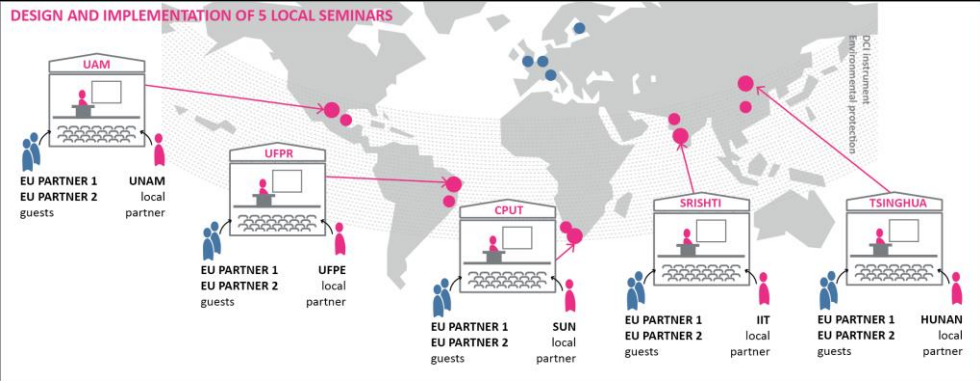 DESIGN AND IMPLEMENTATION OF 5 LOCAL SEMINARS
DCI instrument
Environmental protection
UAM
EU PARTNER 1
EU PARTNER 2
guests
UNAM
local
partner
UFPR
EU PARTNER 1
EU PARTNER 2
guests
UFPE
local
partner
CPUT
EU PARTNER 1
EU PARTNER 2
guests
SUN
local
partner
SRISHTI
EU PARTNER 1
EU PARTNER 2
guests
IIT
local
partner
TSINGHUA
EU PARTNER 1
EU PARTNER 2
guests
HUNAN
local
partner